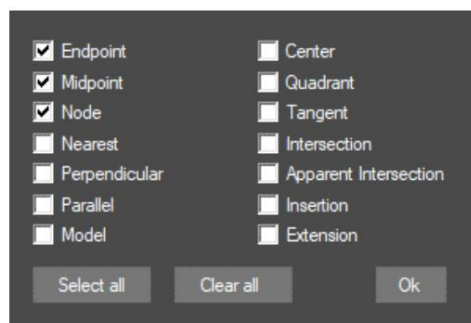 Endpoint
Midpoint
Node
Nearest
Perpendicular
Parallel
Model
Center
Quadrant
Tangent
Intersection
Apparent Intersection
Insertion
Extension
Select all
Clear all
Ok